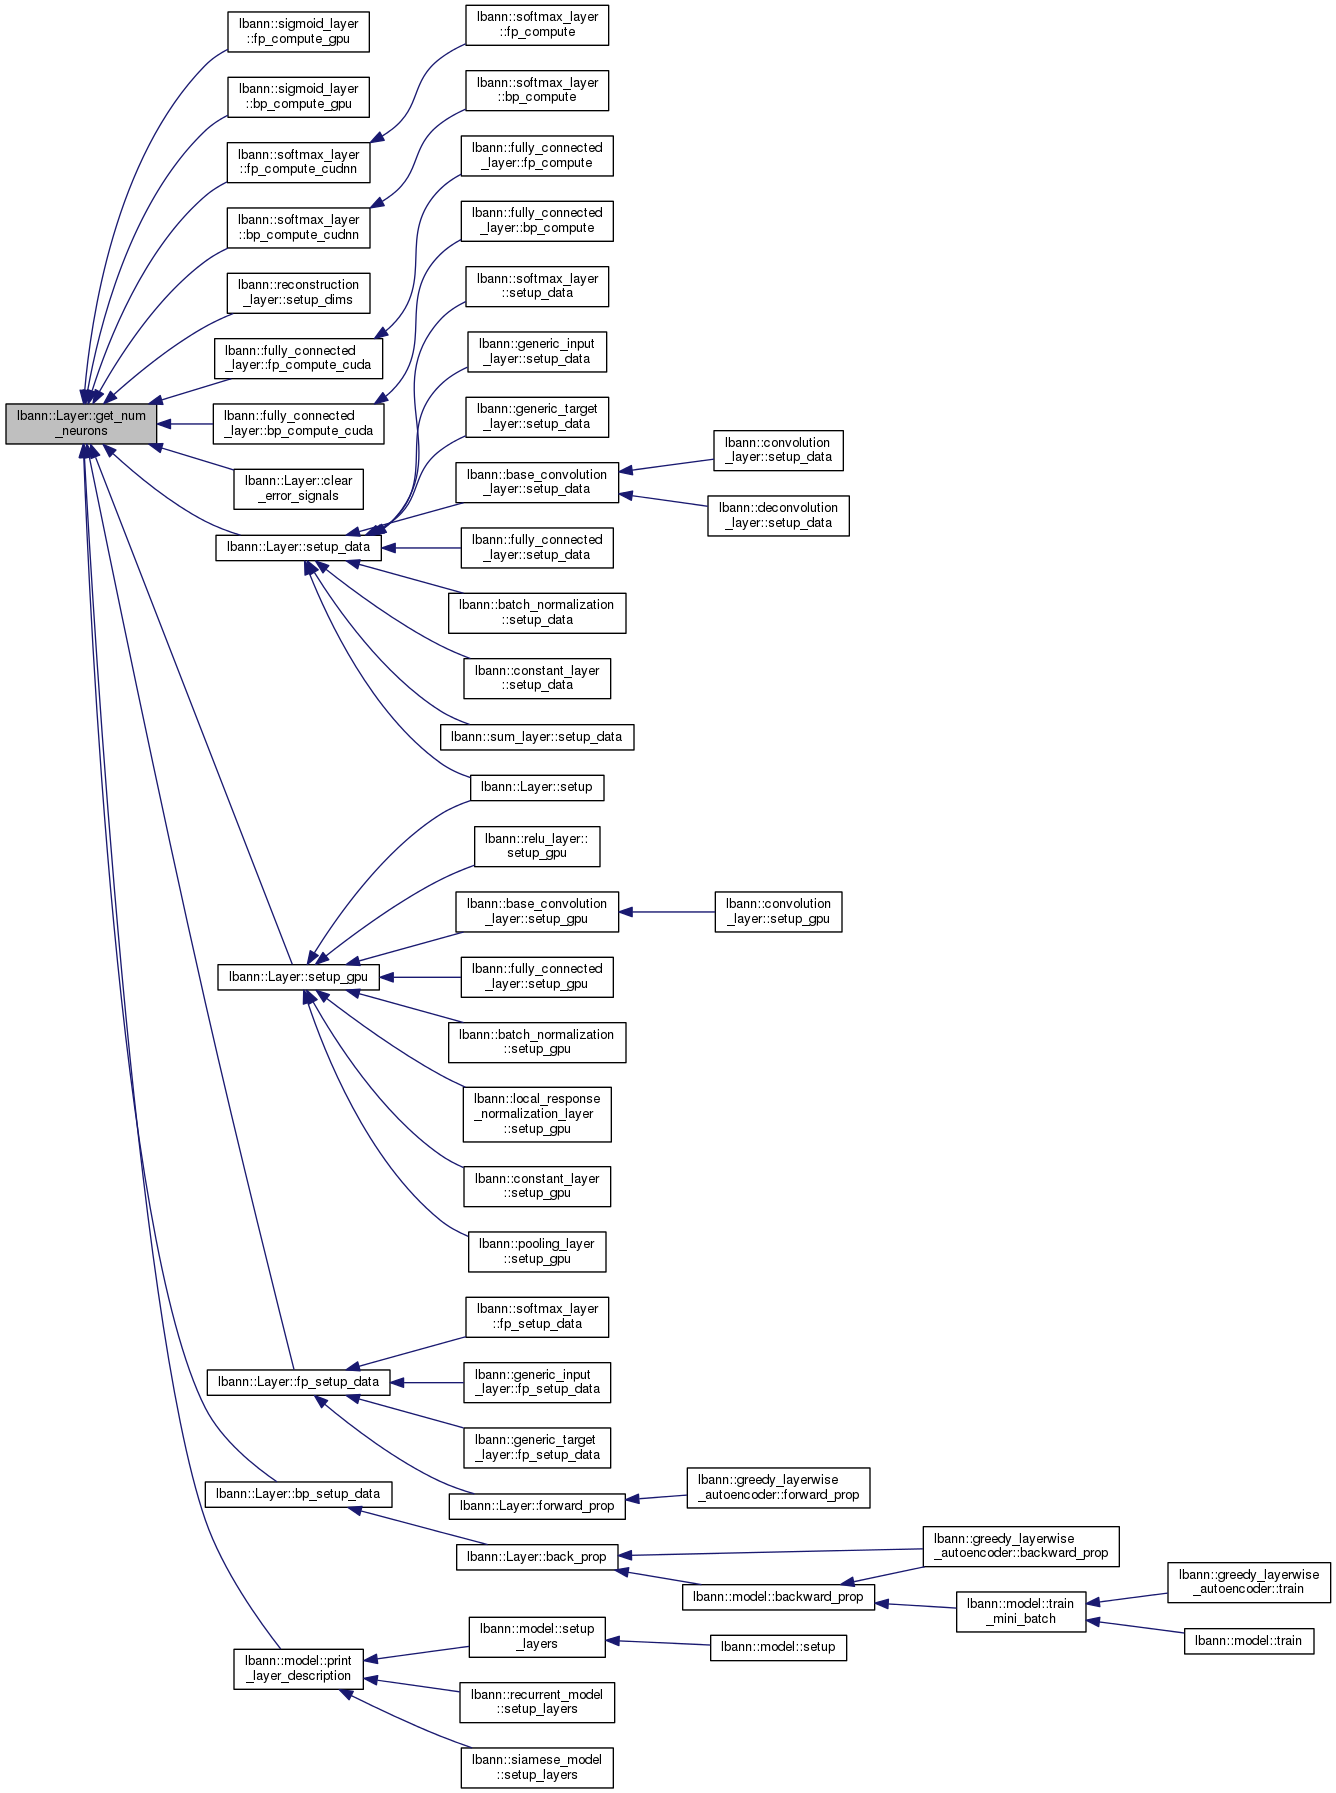 lbann::Layer::get_num
_neurons
lbann::sigmoid_layer
::fp_compute_gpu
lbann::sigmoid_layer
::bp_compute_gpu
lbann::softmax_layer
::fp_compute_cudnn
lbann::softmax_layer
::bp_compute_cudnn
lbann::reconstruction
_layer::setup_dims
lbann::fully_connected
_layer::fp_compute_cuda
lbann::fully_connected
_layer::bp_compute_cuda
lbann::Layer::clear
_error_signals
lbann::Layer::setup_data
lbann::Layer::setup_gpu
lbann::Layer::fp_setup_data
lbann::Layer::bp_setup_data
lbann::model::print
_layer_description
lbann::softmax_layer
::fp_compute
lbann::softmax_layer
::bp_compute
lbann::fully_connected
_layer::fp_compute
lbann::fully_connected
_layer::bp_compute
lbann::softmax_layer
::setup_data
lbann::generic_input
_layer::setup_data
lbann::generic_target
_layer::setup_data
lbann::base_convolution
_layer::setup_data
lbann::fully_connected
_layer::setup_data
lbann::batch_normalization
::setup_data
lbann::constant_layer
::setup_data
lbann::sum_layer::setup_data
lbann::Layer::setup
lbann::relu_layer::
setup_gpu
lbann::base_convolution
_layer::setup_gpu
lbann::fully_connected
_layer::setup_gpu
lbann::batch_normalization
::setup_gpu
lbann::local_response
_normalization_layer
::setup_gpu
lbann::constant_layer
::setup_gpu
lbann::pooling_layer
::setup_gpu
lbann::softmax_layer
::fp_setup_data
lbann::generic_input
_layer::fp_setup_data
lbann::generic_target
_layer::fp_setup_data
lbann::Layer::forward_prop
lbann::Layer::back_prop
lbann::model::setup
_layers
lbann::recurrent_model
::setup_layers
lbann::siamese_model
::setup_layers
lbann::convolution
_layer::setup_data
lbann::deconvolution
_layer::setup_data
lbann::convolution
_layer::setup_gpu
lbann::greedy_layerwise
_autoencoder::forward_prop
lbann::model::backward_prop
lbann::model::setup
lbann::greedy_layerwise
_autoencoder::backward_prop
lbann::model::train
_mini_batch
lbann::greedy_layerwise
_autoencoder::train
lbann::model::train